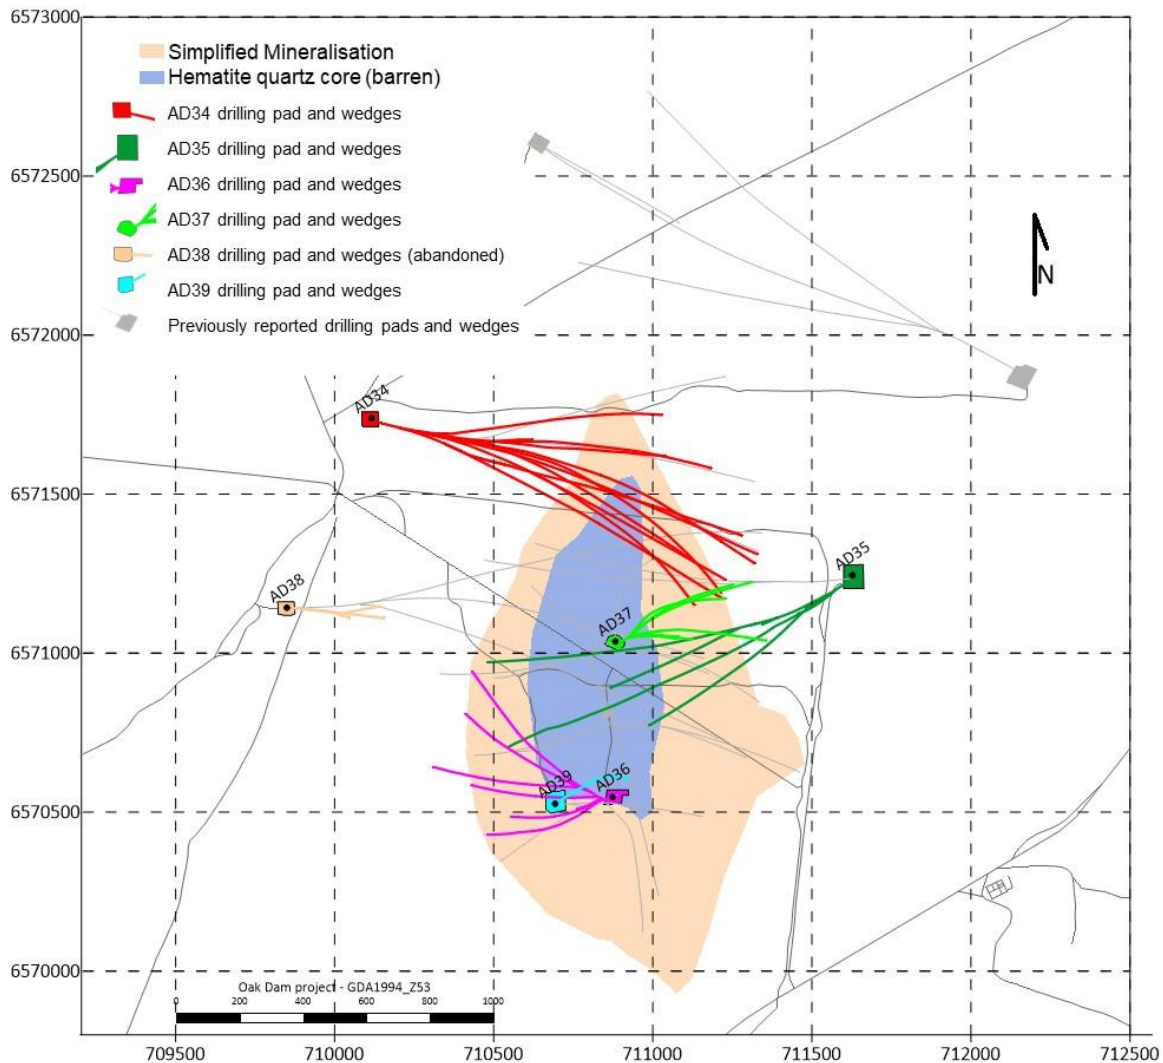 6573000
Simplified Mineralisation
Hematite quartz core (barren)
AD34 drilling pad and wedges
AD35 drilling pad and wedges
6572500
AD36 drilling pad and wedges
AD37 drilling pad and wedges
AD38 drilling pad and wedges (abandoned)
N
AD39 drilling pad and wedges
Previously reported drilling pads and wedges
6572000
AD34
6571500
AD35
AD38
AD37
6571000
AD39
AD36
6570500
6570000
Oak Dam project - GDA1994_Z53
0 200 400 600 800 1000
709500 710000 710500 711000 711500 712000 712500